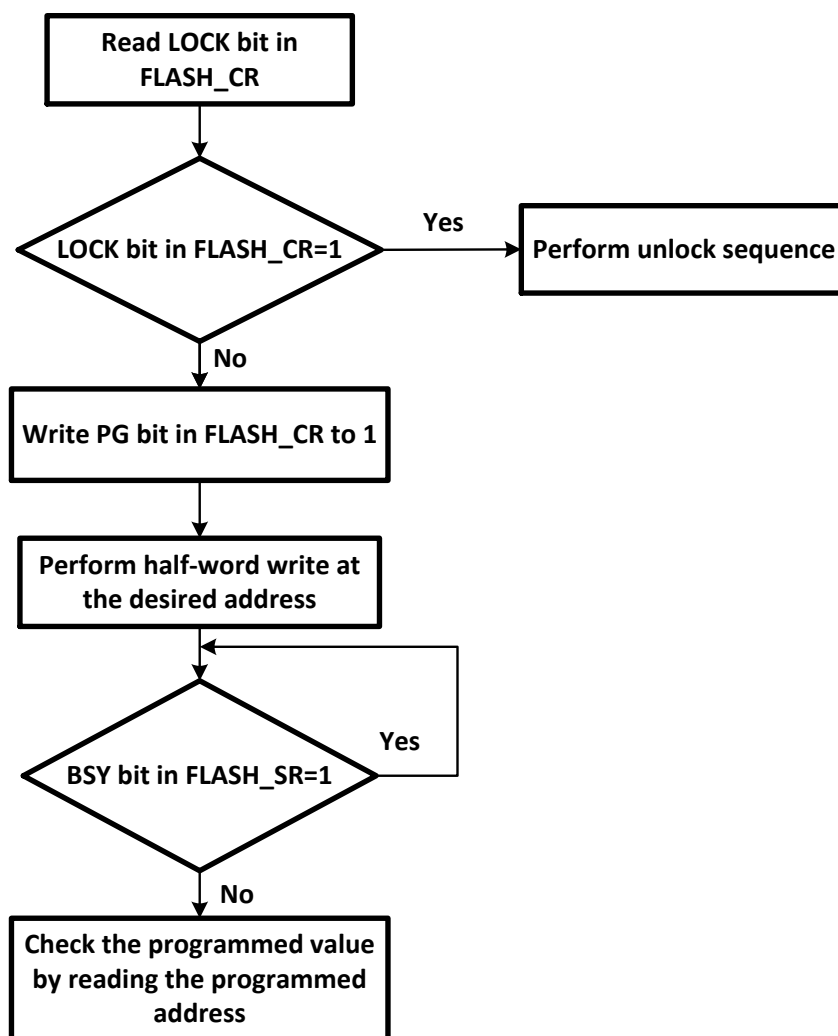 Read LOCK bit in
FLASH_CR
LOCK bit in FLASH_CR=1
Yes
Perform unlock sequence
No
Write PG bit in FLASH_CR to 1
Perform half-word write at
the desired address
BSY bit in FLASH_SR=1
Yes
No
Check the programmed value
by reading the programmed
address